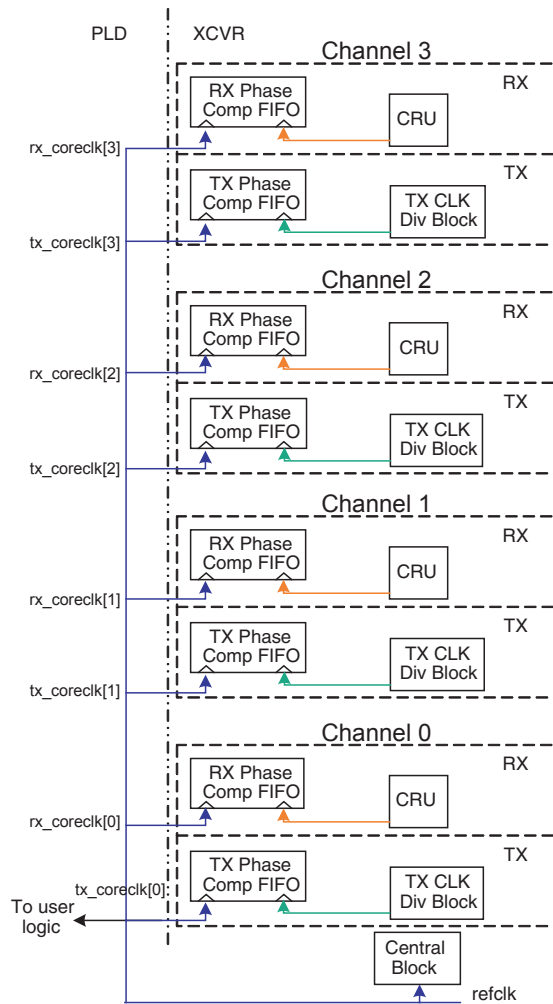 PLD XCVR
Channel 3
RX
RX Phase
Comp FIFO
CRU
rx_coreclk[3]
TX
TX Phase
Comp FIFO
TX CLK
Div Block
tx_coreclk[3]
Channel 2
RX
RX Phase
Comp FIFO
CRU
rx_coreclk[2]
TX
TX Phase
Comp FIFO
TX CLK
Div Block
tx_coreclk[2]
Channel 1
RX
RX Phase
Comp FIFO
CRU
rx_coreclk[1]
TX
TX Phase
Comp FIFO
TX CLK
Div Block
tx_coreclk[1]
Channel 0
RX
RX Phase
Comp FIFO
CRU
rx_coreclk[0]
TX
TX Phase
Comp FIFO
TX CLK
Div Block
tx_coreclk[0]
To user
logic
Central
Block
refclk